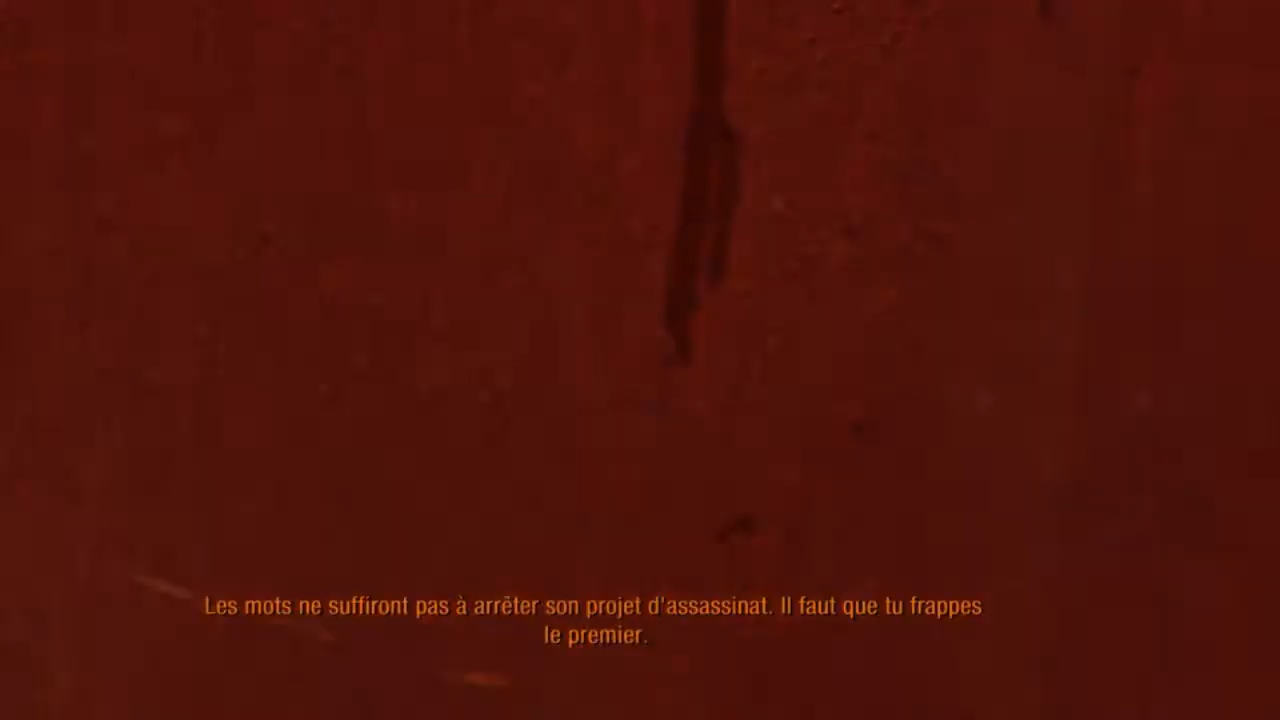 Les mots ne suffiront pas à arrêter son projet d'assassinat. Il faut que tu frappes
le premier.